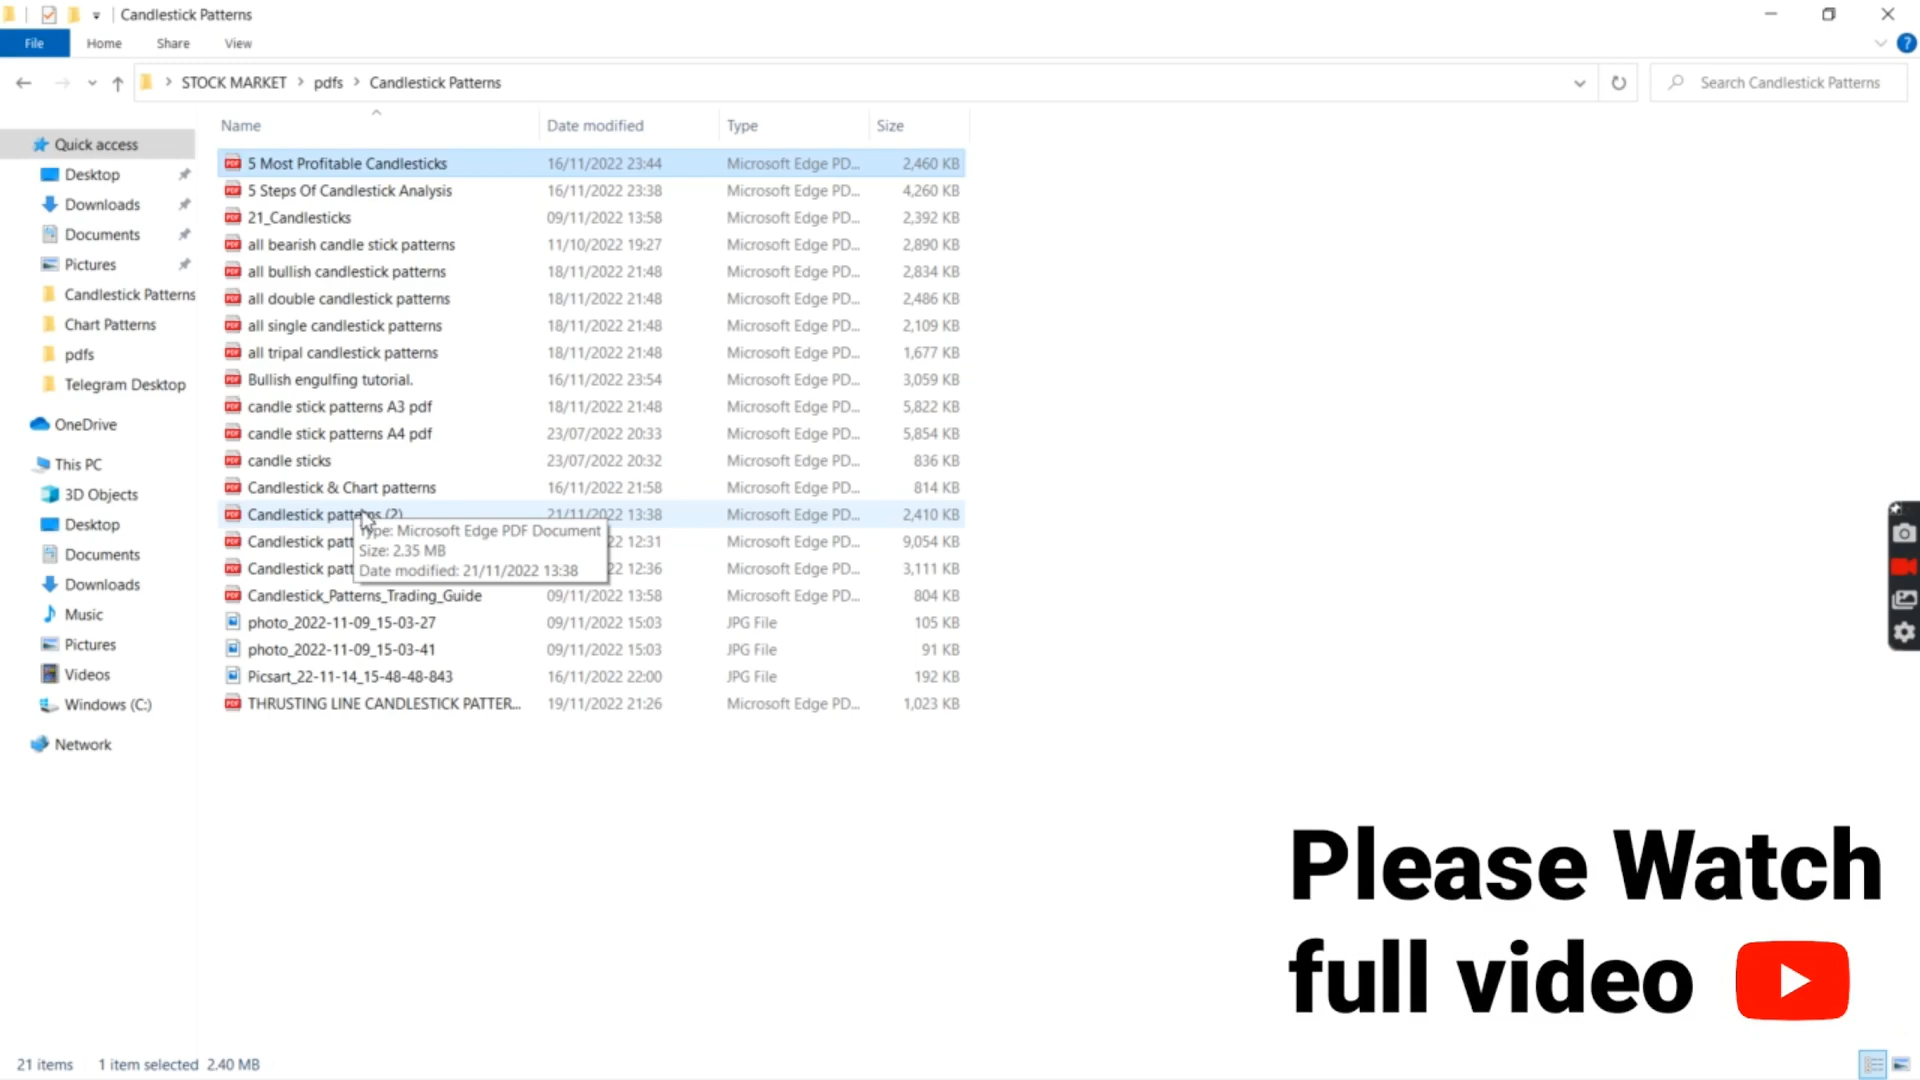 Candlestick Patterns
File Home Share View
STOCK MARKET > pdfs > Candlestick Patterns
Search Candlestick Patterns
Name Date modified Type Size
Quick access
Desktop
Downloads
Documents
Pictures
Candlestick Patterns
Chart Patterns
pdfs
Telegram Desktop
OneDrive
This PC
3D Objects
Desktop
Documents
Downloads
Music
Pictures
Videos
Windows (C:)
Network
5 Most Profitable Candlesticks 16/11/2022 23:44 Microsoft Edge PD... 2,460 KB
5 Steps Of Candlestick Analysis 16/11/2022 23:38 Microsoft Edge PD... 4,260 KB
21_Candlesticks 09/11/2022 13:58 Microsoft Edge PD... 2,392 KB
all bearish candle stick patterns 11/10/2022 19:27 Microsoft Edge PD... 2,890 KB
all bullish candlestick patterns 18/11/2022 21:48 Microsoft Edge PD... 2,834 KB
all double candlestick patterns 18/11/2022 21:48 Microsoft Edge PD... 2,486 KB
all single candlestick patterns 18/11/2022 21:48 Microsoft Edge PD... 2,109 KB
all tripal candlestick patterns 18/11/2022 21:48 Microsoft Edge PD... 1,677 KB
Bullish engulfing tutorial. 16/11/2022 23:54 Microsoft Edge PD... 3,059 KB
candle stick patterns A3 pdf 18/11/2022 21:48 Microsoft Edge PD... 5,822 KB
candle stick patterns A4 pdf 23/07/2022 20:33 Microsoft Edge PD... 5,854 KB
candle sticks 23/07/2022 20:32 Microsoft Edge PD... 836 KB
Candlestick & Chart patterns 16/11/2022 21:58 Microsoft Edge PD... 814 KB
Candlestick patterns (2) 21/11/2022 13:38 Microsoft Edge PD... 2,410 KB
Candlestick patt 22 12:31 Microsoft Edge PD... 9,054 KB
Candlestick patt 22 12:36 Microsoft Edge PD... 3,111 KB
Type: Microsoft Edge PDF Document
Size: 2.35 MB
Date modified: 21/11/2022 13:38
Candlestick_Patterns_Trading_Guide 09/11/2022 13:58 Microsoft Edge PD... 804 KB
photo_2022-11-09_15-03-27 09/11/2022 15:03 JPG File 105 KB
photo_2022-11-09_15-03-41 09/11/2022 15:03 JPG File 91 KB
Picsart_22-11-14_15-48-48-843 16/11/2022 22:00 JPG File 192 KB
THRUSTING LINE CANDLESTICK PATTER... 19/11/2022 21:26 Microsoft Edge PD... 1,023 KB
Please Watch
full video
21 items 1 item selected 2.40 MB